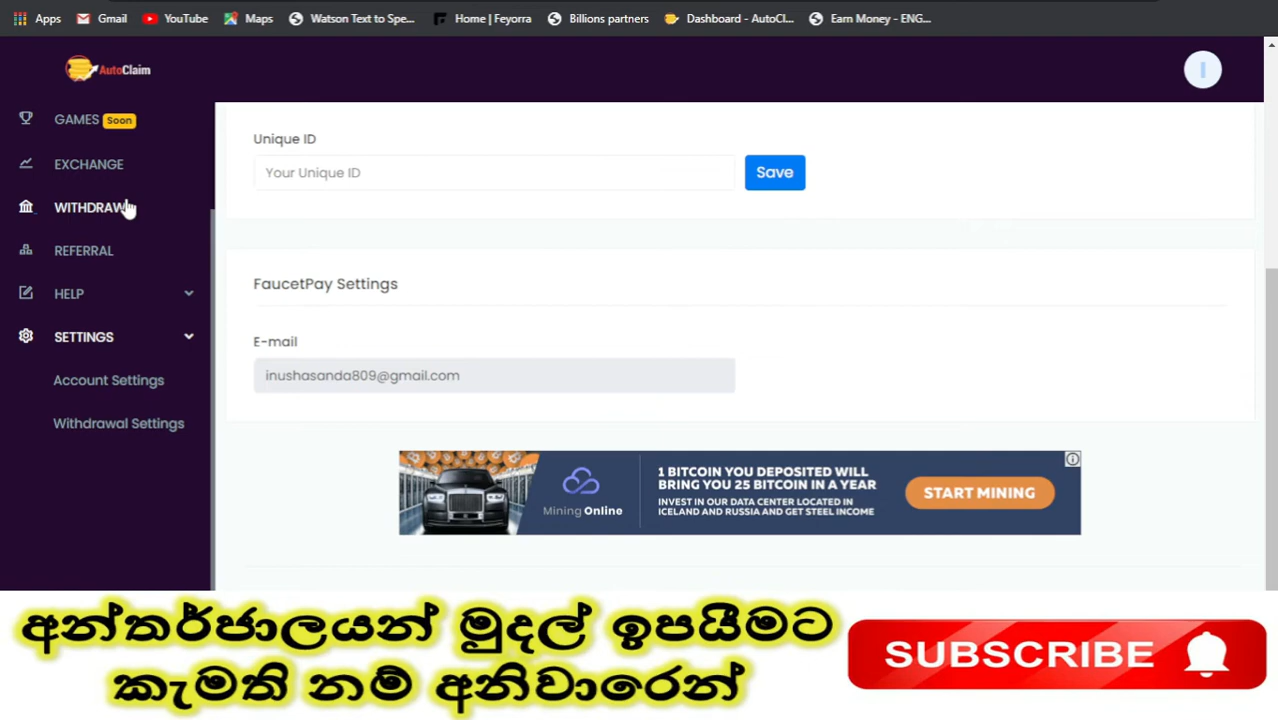 Apps Gmail YouTube Maps Watson Text to Spe... Home | Feyorra Billions partners Dashboard - AutoCl... Earn Money - ENG...
AutoClaim
I
GAMES Soon
EXCHANGE
WITHDRAW
REFERRAL
HELP
SETTINGS
Account Settings
Withdrawal Settings
Unique ID
Your Unique ID Save
FaucetPay Settings
E-mail
inushasanda809@gmail.com
Mining Online
1 BITCOIN YOU DEPOSITED WILL
BRING YOU 25 BITCOIN IN A YEAR
INVEST IN OUR DATA CENTER LOCATED IN
ICELAND AND RUSSIA AND GET STEEL INCOME
START MINING
අන්තර්ජාලයන් මුදල් ඉපයීමට
කැමති නම් අනිවාරෙන්
SUBSCRIBE